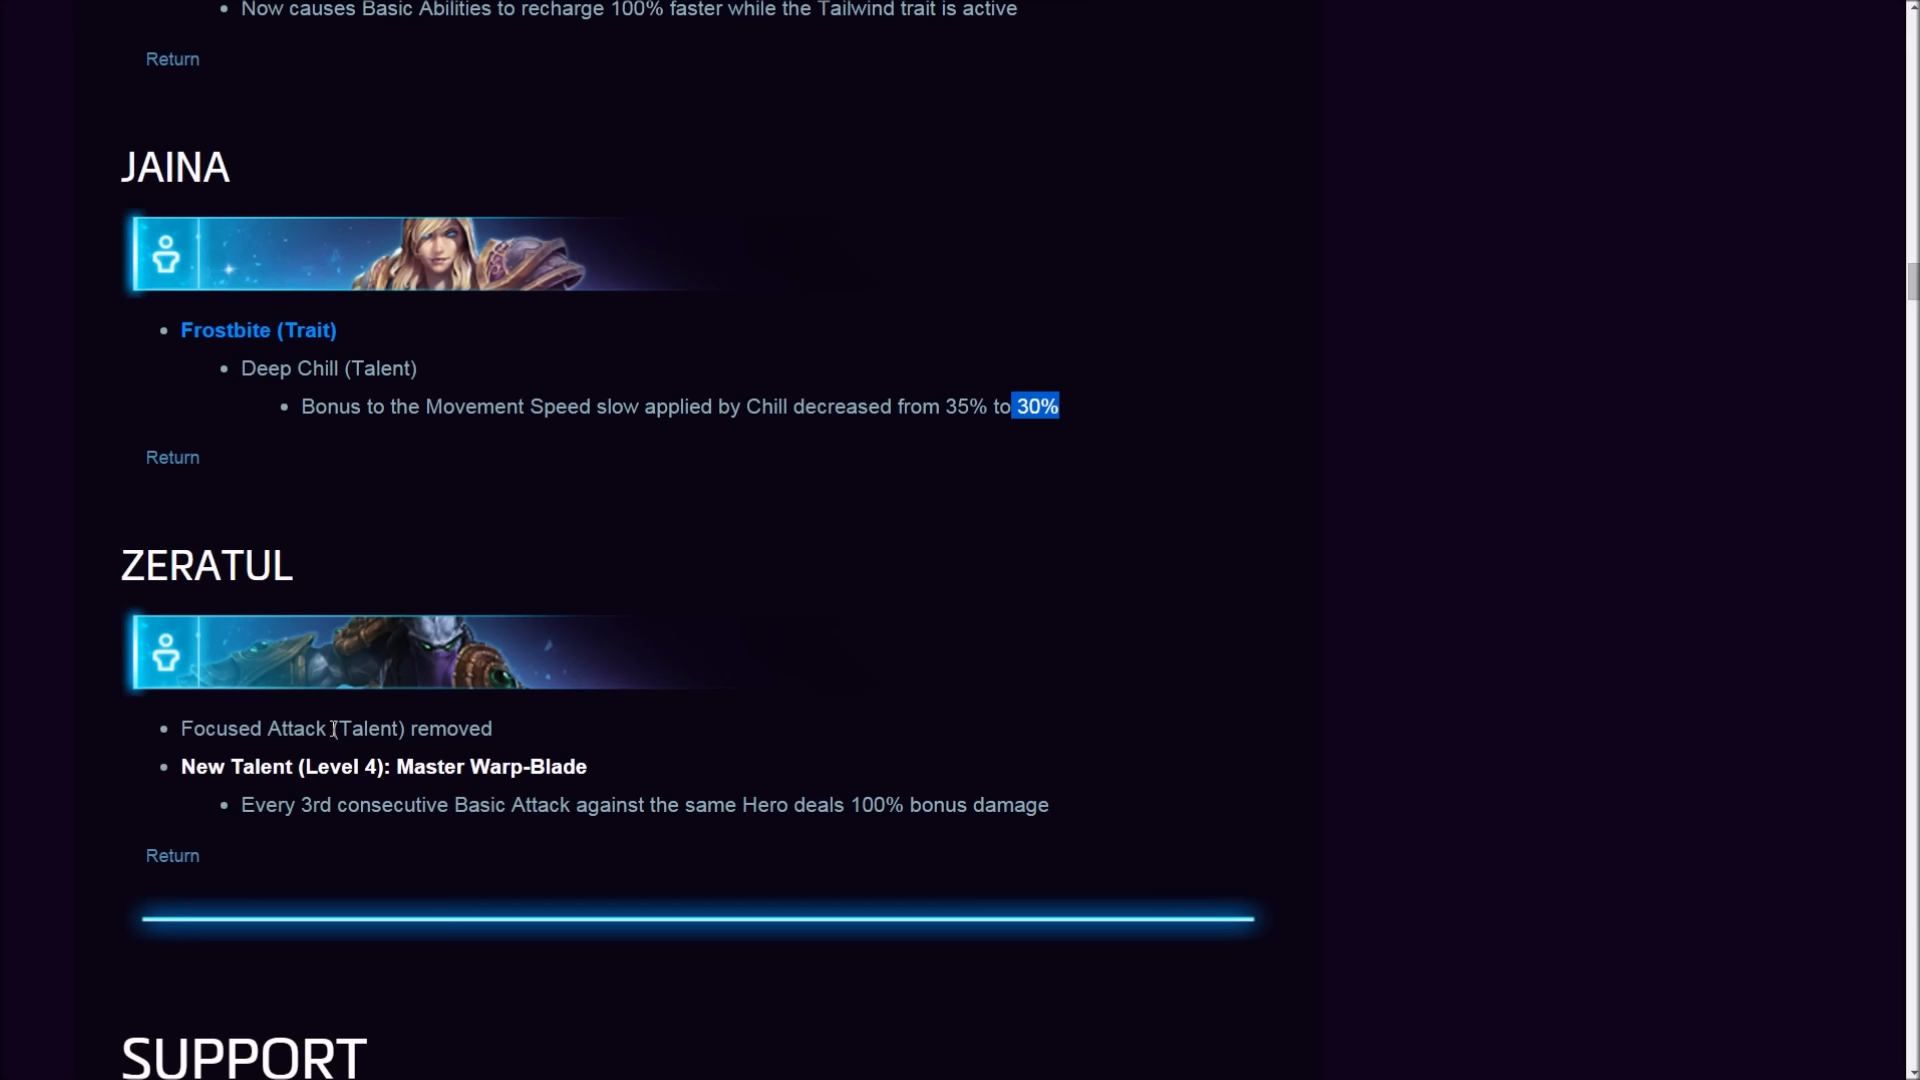 Now causes Basic Abilities to recharge 100% faster while the Tailwind trait is active
Return
JAINA
Frostbite (Trait)
Deep Chill (Talent)
Bonus to the Movement Speed slow applied by Chill decreased from 35% to 30%
Return
ZERATUL
Focused Attack (Talent) removed
New Talent (Level 4): Master Warp-Blade
Every 3rd consecutive Basic Attack against the same Hero deals 100% bonus damage
Return
SUPPORT